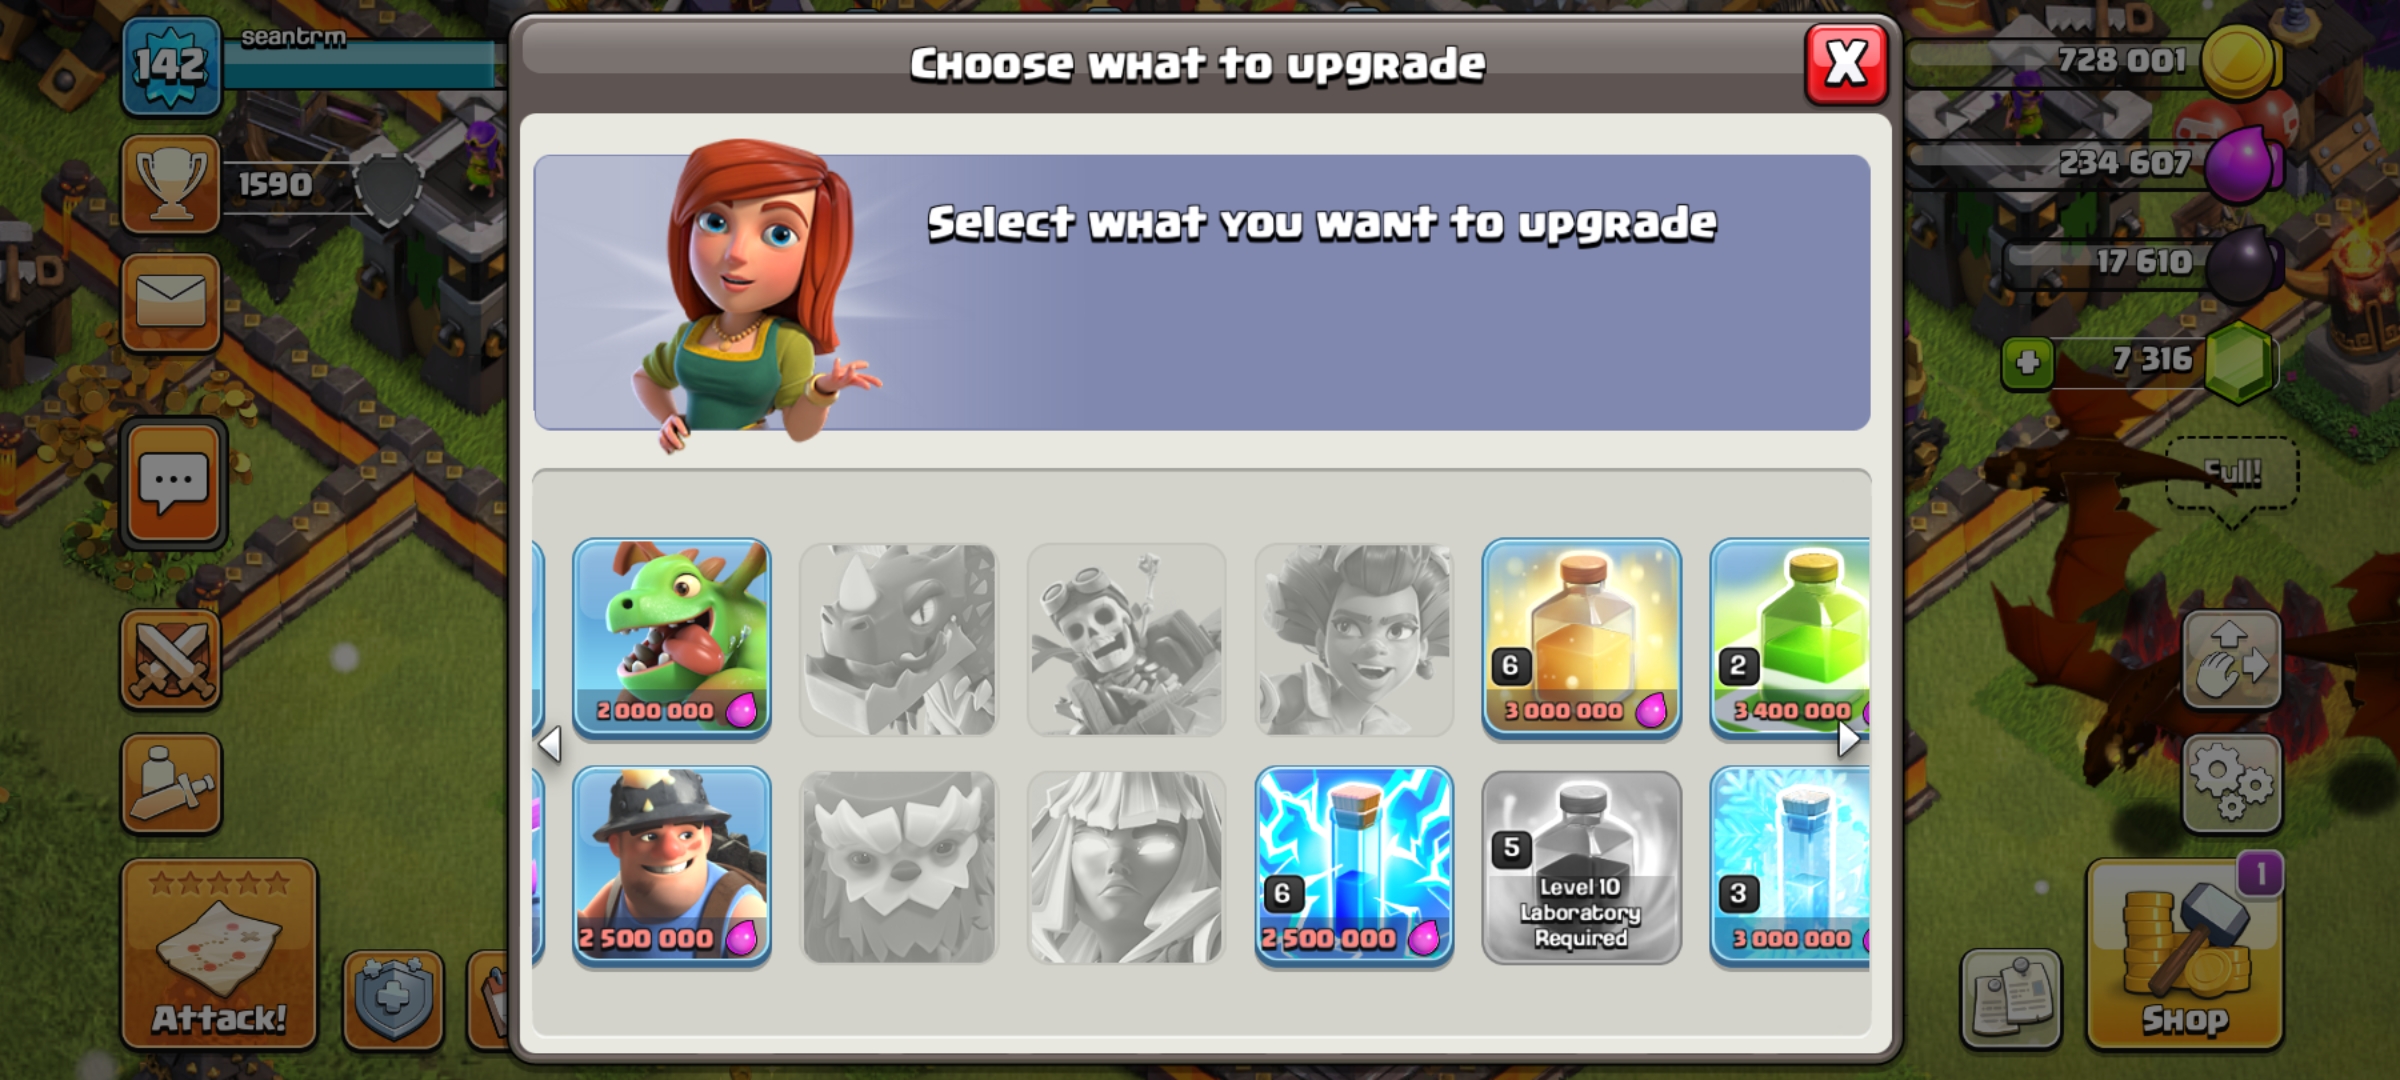 142
seantrm
1590
Attack!
Choose what to upgrade
X
Select what you want to upgrade
2 000 000
6
3 000 000
2
3 400 000
2 500 000
6
2 500 000
5
Level 10
Laboratory
Required
3
3 000 000
728 001
234 607
17 610
7 316
Full!
1
Shop